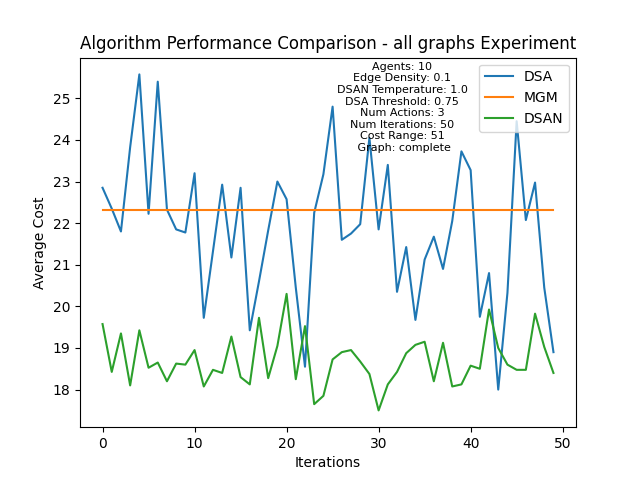 Algorithm Performance Comparison - all graphs Experiment
Agents: 10
Edge Density: 0.1
DSAN Temperature: 1.0
DSA Threshold: 0.75
Num Actions: 3
Num Iterations: 50
Cost Range: 51
Graph: complete
DSA
MGM
DSAN
Average Cost
25
24
23
22
21
20
19
18
0 10 20 30 40 50
Iterations